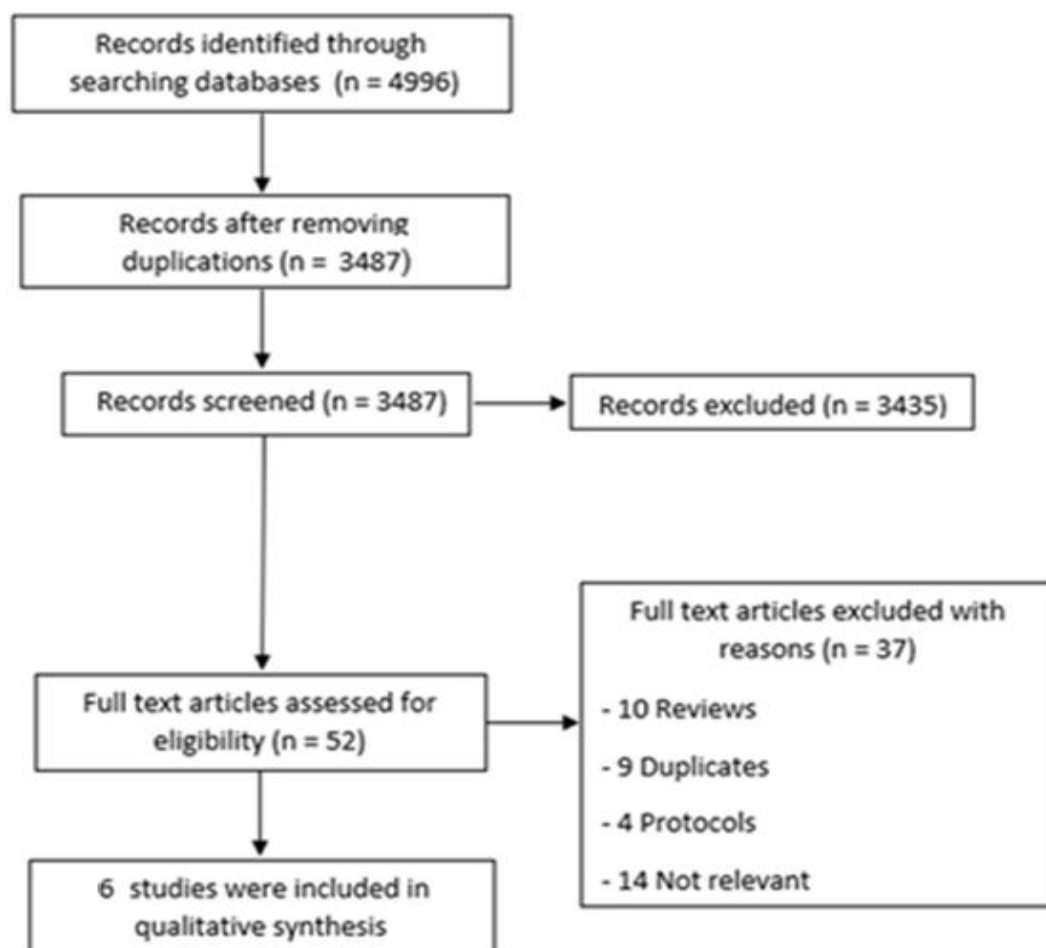 Records identified through
searching databases (n = 4996)
Records after removing
duplications (n = 3487)
Records screened (n = 3487)
Records excluded (n = 3435)
Full text articles assessed for
eligibility (n = 52)
Full text articles excluded with
reasons (n = 37)
- 10 Reviews
- 9 Duplicates
- 4 Protocols
- 14 Not relevant
6 studies were included in
qualitative synthesis